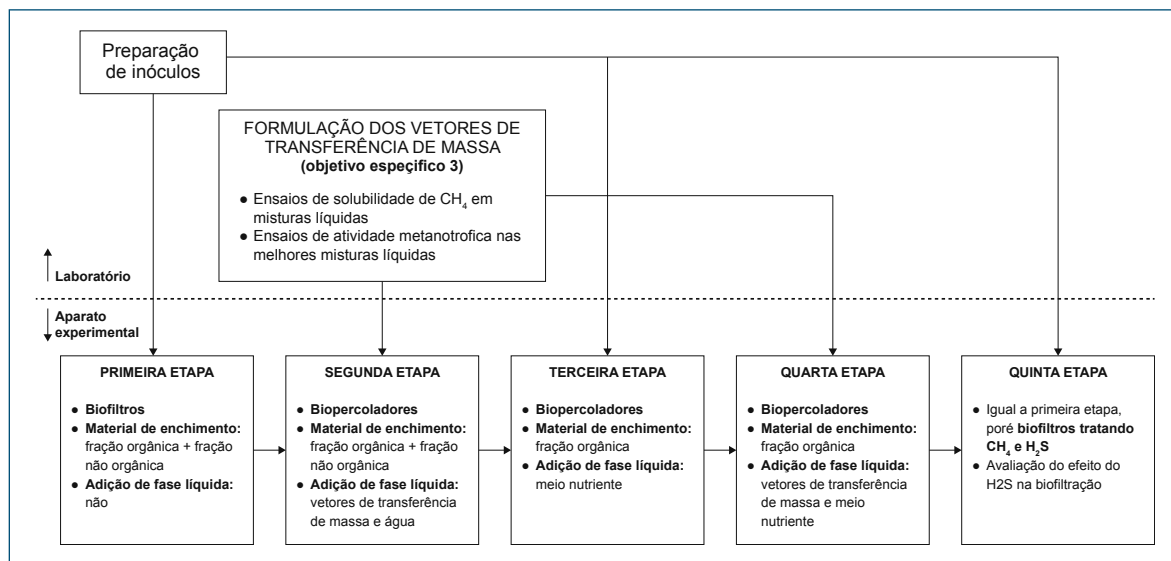 Preparação
de inóculos
FORMULAÇÃO DOS VETORES DE
TRANSFERÊNCIA DE MASSA
(objetivo espeçifico 3)
● Ensaios de solubilidade de CH₄ em
misturas líquidas
● Ensaios de atividade metanotrofica nas
melhores misturas líquidas
Laboratório
Aparato
experimental
PRIMEIRA ETAPA
● Biofiltros
● Material de enchimento:
fração orgânica + fração
não orgânica
● Adição de fase líquida:
não
SEGUNDA ETAPA
● Biopercoladores
● Material de enchimento:
fração orgânica + fração
não orgânica
● Adição de fase líquida:
vetores de transferência
de massa e água
TERCEIRA ETAPA
● Biopercoladores
● Material de enchimento:
fração orgânica
● Adição de fase líquida:
meio nutriente
QUARTA ETAPA
● Biopercoladores
● Material de enchimento:
fração orgânica
● Adição de fase líquida:
vetores de transferência
de massa e meio
nutriente
QUINTA ETAPA
● Igual a primeira etapa,
poré biofiltros tratando
CH₄ e H₂S
● Avaliação do efeito do
H2S na biofiltração